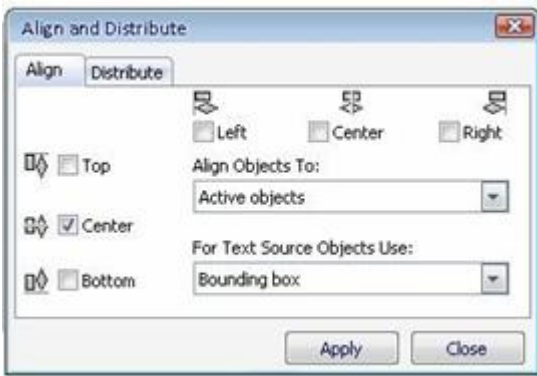 Align and Distribute
Align Distribute
Left Center Right
Top Align Objects To:
Active objects
Center
For Text Source Objects Use:
Bottom Bounding box
Apply Close